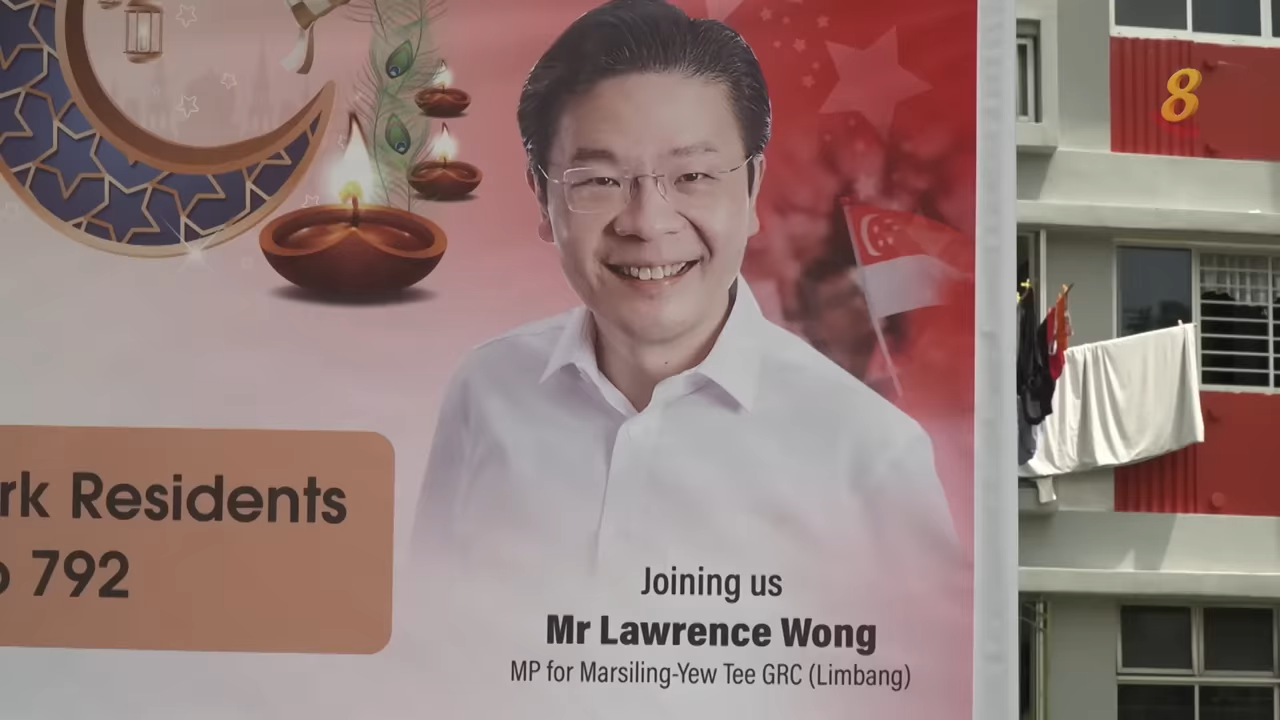 8
rk Residents
792
Joining us
Mr Lawrence Wong
MP for Marsiling-Yew Tee GRC (Limbang)